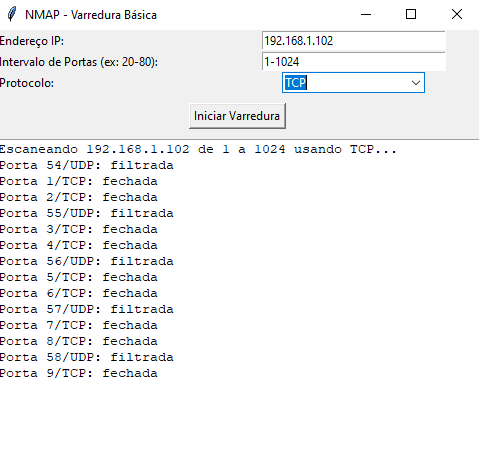 NMAP - Varredura Básica
Endereço IP: 192.168.1.102
Intervalo de Portas (ex: 20-80): 1-1024
Protocolo: TCP
Iniciar Varredura
Escaneando 192.168.1.102 de 1 a 1024 usando TCP...
Porta 54/UDP: filtrada
Porta 1/TCP: fechada
Porta 2/TCP: fechada
Porta 55/UDP: filtrada
Porta 3/TCP: fechada
Porta 4/TCP: fechada
Porta 56/UDP: filtrada
Porta 5/TCP: fechada
Porta 6/TCP: fechada
Porta 57/UDP: filtrada
Porta 7/TCP: fechada
Porta 8/TCP: fechada
Porta 58/UDP: filtrada
Porta 9/TCP: fechada